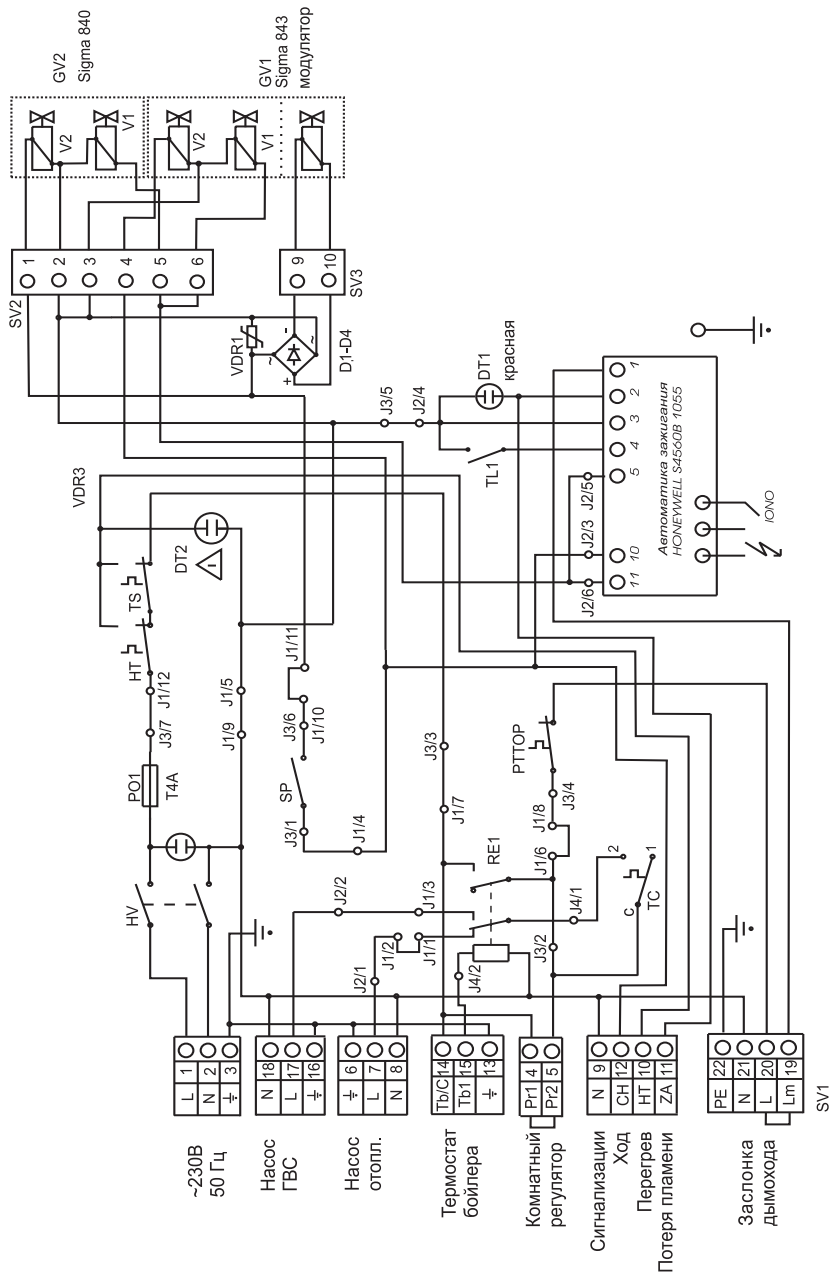 GV2
Sigma 840
GV1
Sigma 843
модулятор
V2
V1
V2
V1
SV2
1
2
3
4
5
6
9
10
SV3
VDR1
~
-
+
~
D1-D4
VDR3
J3/5
J2/4
DT1
красная
TL1
DT2
TS
HT
J1/12
J3/7
PO1
T4A
HV
J1/5
J1/9
J1/11
J3/6
J1/10
SP
J3/1
J1/4
J2/5
J2/3
J2/6
1
2
3
4
5
10
11
Автоматика зажигания
HONEYWELL S4560B 1055
IONO
J3/3
J1/7
PTTOP
J3/4
J1/8
J1/6
RE1
J2/2
J1/3
J1/2
J1/1
J2/1
J4/2
J4/1
J3/2
2
1
C
TC
~230В
50 Гц
L
1
N
2
3
Насос
ГВС
N
18
L
17
16
Насос
отопл.
6
L
7
N
8
Термостат
бойлера
Tb/C
14
Tb1
15
13
Комнатный
регулятор
Pr1
4
Pr2
5
Сигнализации
Ход
Перегрев
Потеря пламени
N
9
CH
12
HT
10
ZA
11
Заслонка
дымохода
PE
22
N
21
L
20
Lm
19
SV1